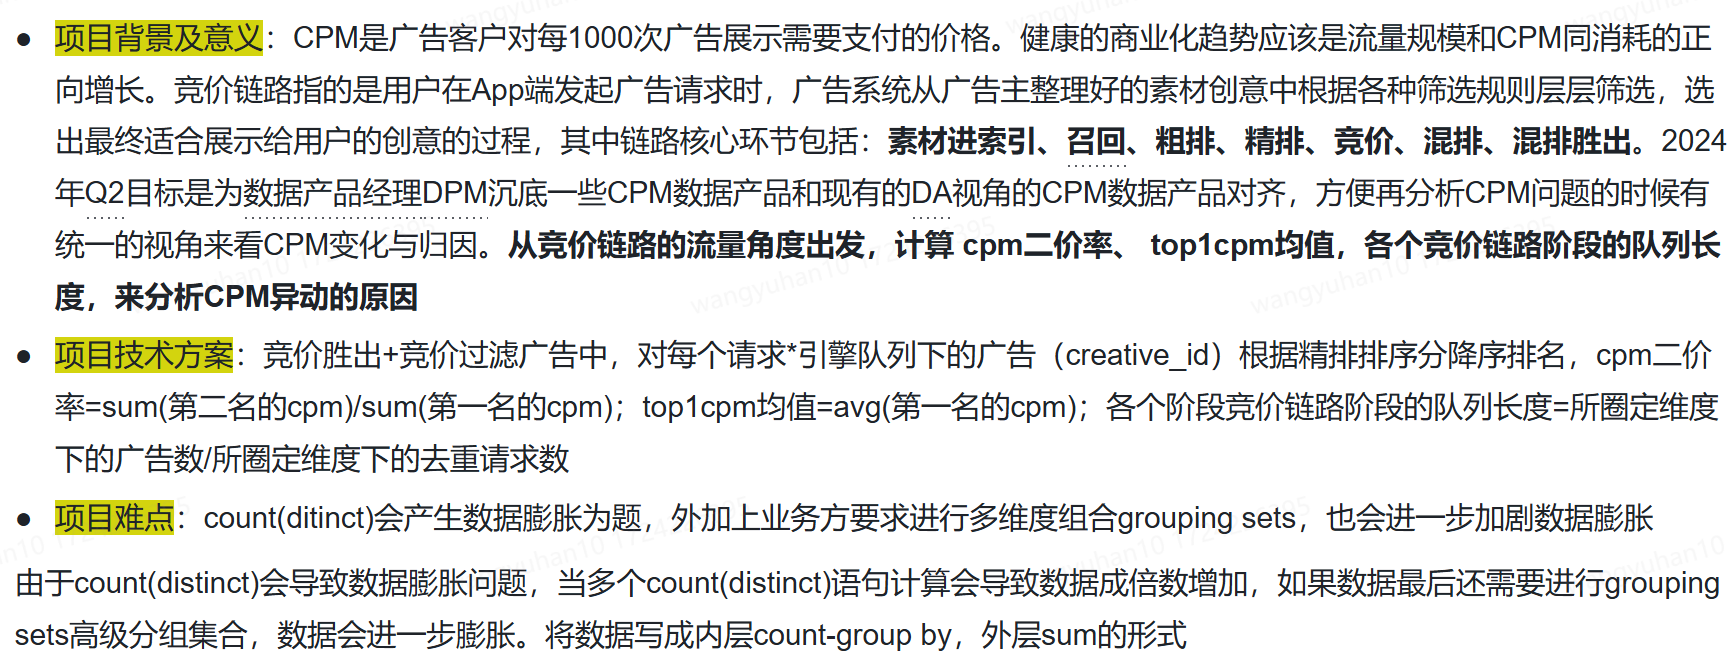 ● 项目背景及意义：CPM是广告客户对每1000次广告展示需要支付的价格。健康的商业化趋势应该是流量规模和CPM同消耗的正
向增长。竞价链路指的是用户在App端发起广告请求时，广告系统从广告主整理好的素材创意中根据各种筛选规则层层筛选，选
出最终适合展示给用户的创意的过程，其中链路核心环节包括：素材进索引、召回、粗排、精排、竞价、混排、混排胜出。2024
年Q2目标是为数据产品经理DPM沉底一些CPM数据产品和现有的DA视角的CPM数据产品对齐，方便再分析CPM问题的时候有
统一的视角来看CPM变化与归因。从竞价链路的流量角度出发，计算 cpm二价率、 top1cpm均值，各个竞价链路阶段的队列长
度，来分析CPM异动的原因
● 项目技术方案：竞价胜出+竞价过滤广告中，对每个请求*引擎队列下的广告（creative_id）根据精排排序分降序排名，cpm二价
率=sum(第二名的cpm)/sum(第一名的cpm)；top1cpm均值=avg(第一名的cpm)；各个阶段竞价链路阶段的队列长度=所圈定维度
下的广告数/所圈定维度下的去重请求数
● 项目难点：count(ditinct)会产生数据膨胀为题，外加上业务方要求进行多维度组合grouping sets，也会进一步加剧数据膨胀
由于count(distinct)会导致数据膨胀问题，当多个count(distinct)语句计算会导致数据成倍数增加，如果数据最后还需要进行grouping
sets高级分组集合，数据会进一步膨胀。将数据写成内层count-group by，外层sum的形式